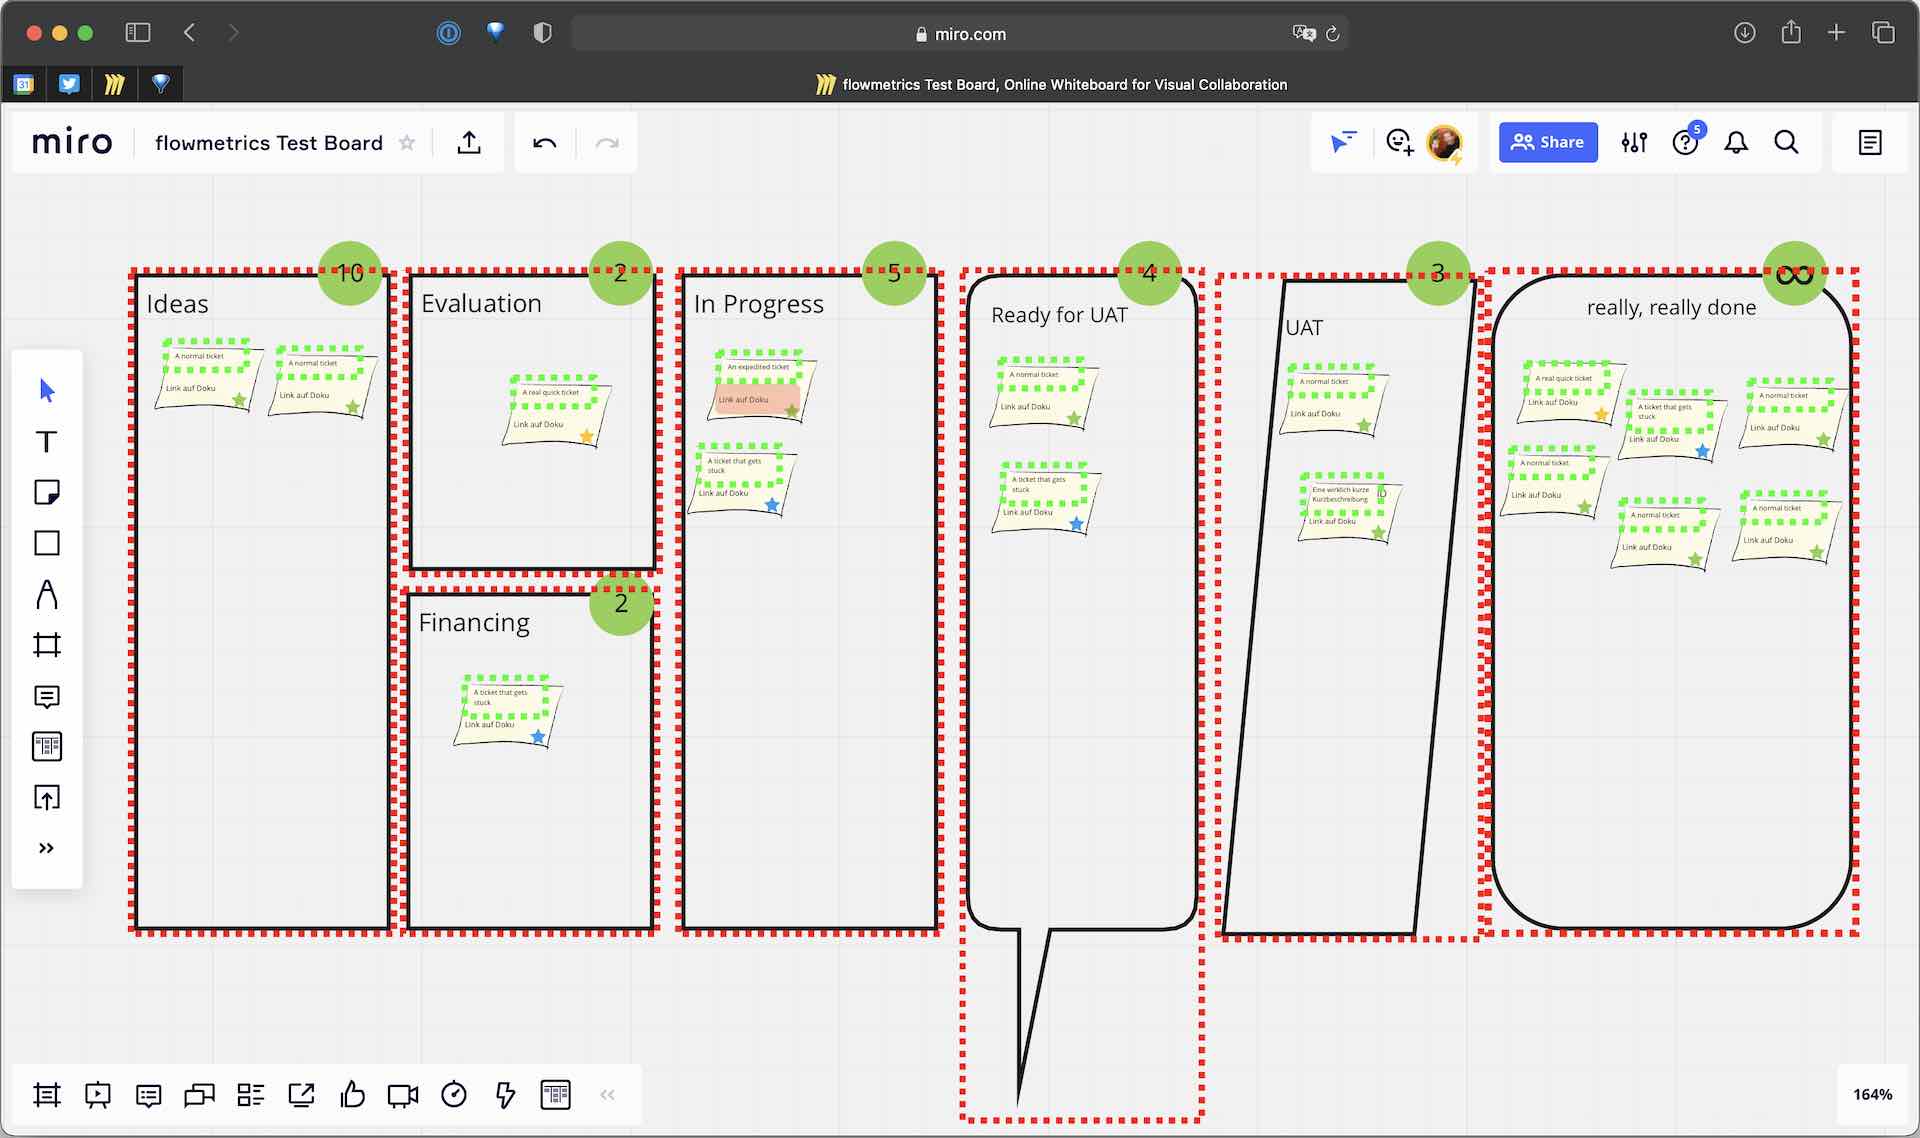 miro.com
31
flowmetrics Test Board, Online Whiteboard for Visual Collaboration
miro
flowmetrics Test Board
Share
5
10
Ideas
A normal ticket
Link auf Doku
A normal ticket
Link auf Doku
2
Evaluation
A real quick ticket
Link auf Doku
2
Financing
A ticket that gets
stuck
Link auf Doku
5
In Progress
An expedited ticket
Link auf Doku
A ticket that gets
stuck
Link auf Doku
4
Ready for UAT
A normal ticket
Link auf Doku
A ticket that gets
stuck
Link auf Doku
3
UAT
A normal ticket
Link auf Doku
Eine wirklich kurze
Kurzbeschreibung
Link auf Doku
∞
really, really done
A real quick ticket
Link auf Doku
A ticket that gets
stuck
Link auf Doku
A normal ticket
Link auf Doku
A normal ticket
Link auf Doku
A normal ticket
Link auf Doku
A normal ticket
Link auf Doku
164%